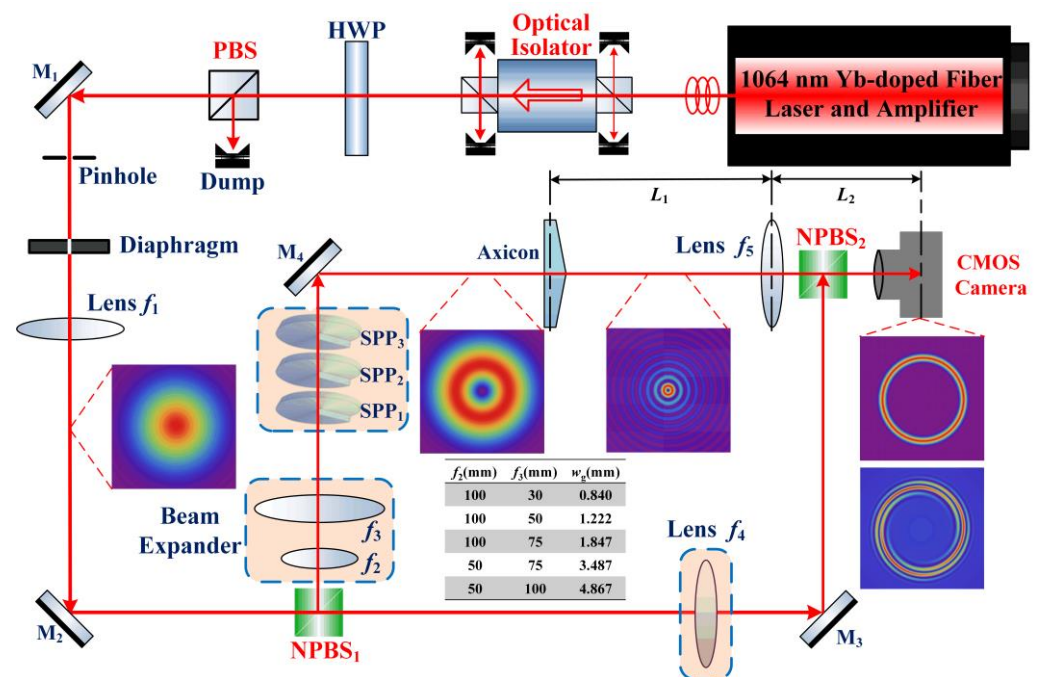 Optical
Isolator
HWP
PBS
M₁
1064 nm Yb-doped Fiber
Laser and Amplifier
Pinhole
Dump
L₁
L₂
Diaphragm
M₄
Axicon
Lens f₅
NPBS₂
CMOS
Camera
Lens f₁
SPP₃
SPP₂
SPP₁
f₂(mm) f₃(mm) w_g(mm)
100 30 0.840
100 50 1.222
100 75 1.847
50 75 3.487
50 100 4.867
Beam
Expander
f₃
f₂
Lens f₄
M₂
NPBS₁
M₃